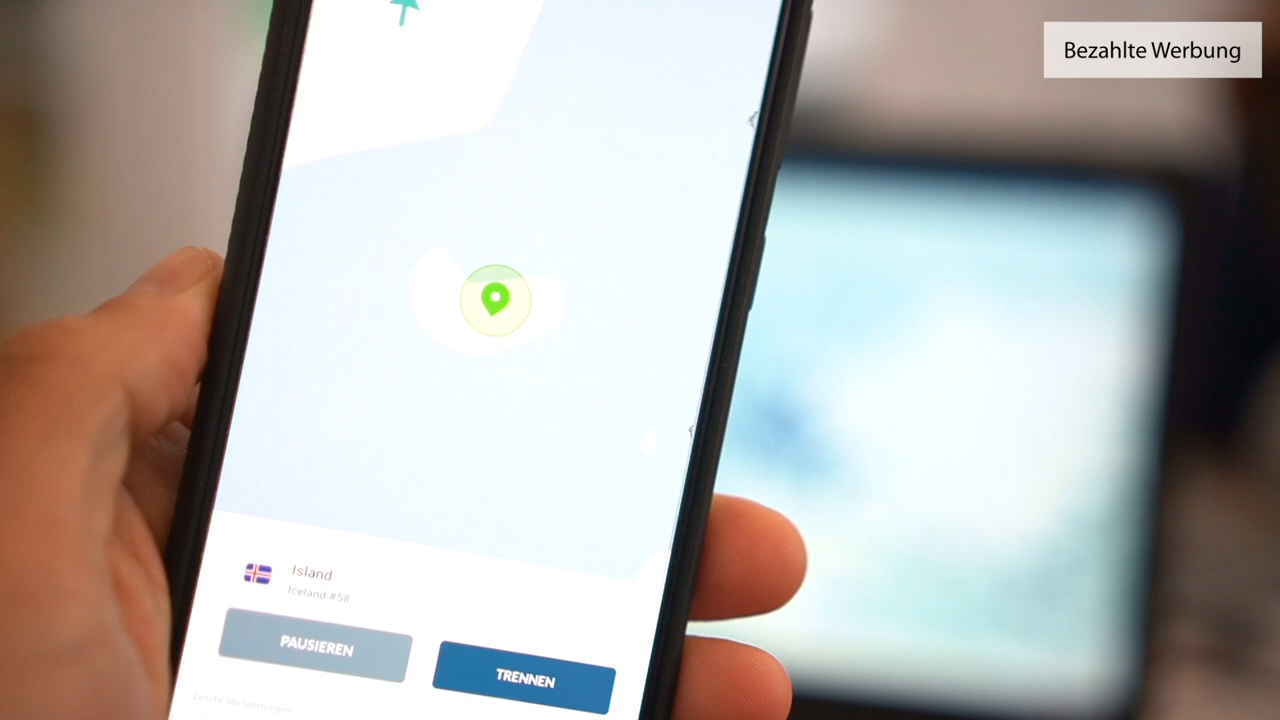 Bezahlte Werbung
Island
Iceland #58
PAUSIEREN
TRENNEN
Letzte Verbindungen